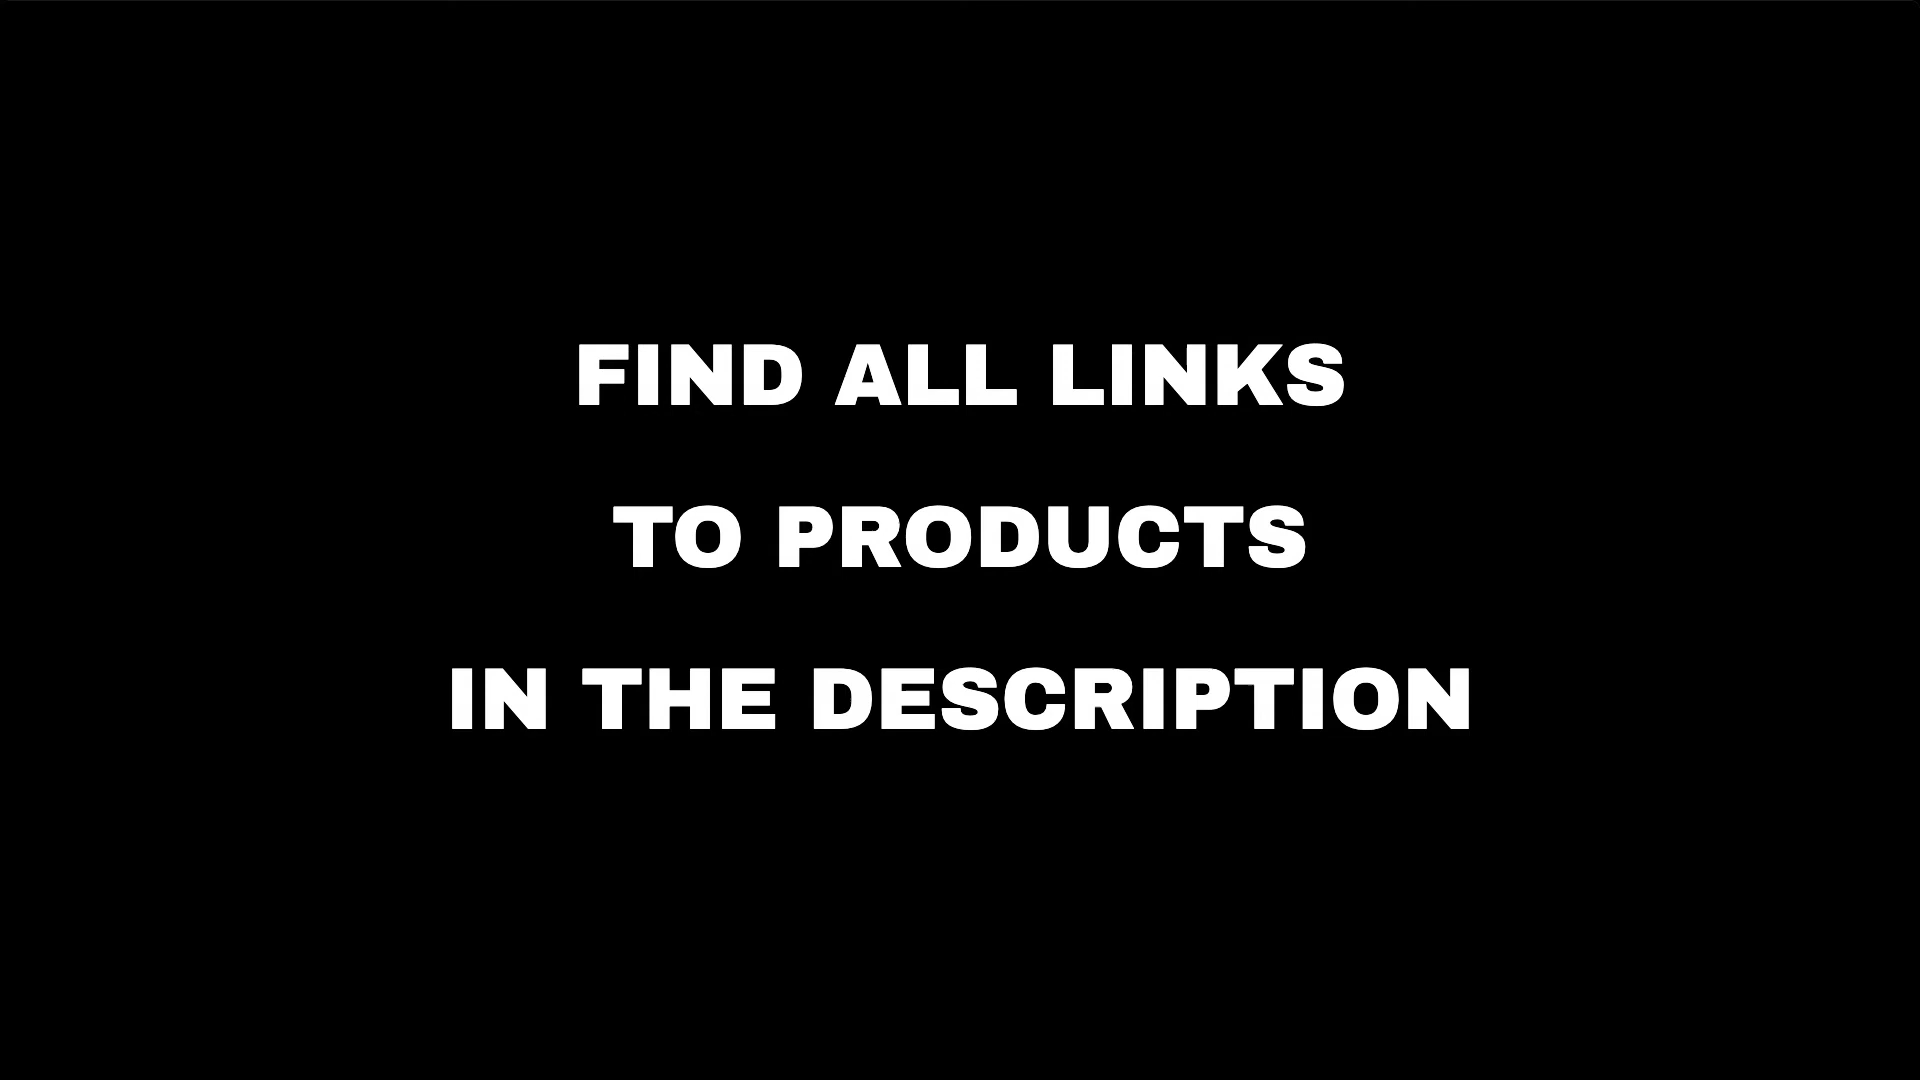 FIND ALL LINKS
TO PRODUCTS
IN THE DESCRIPTION